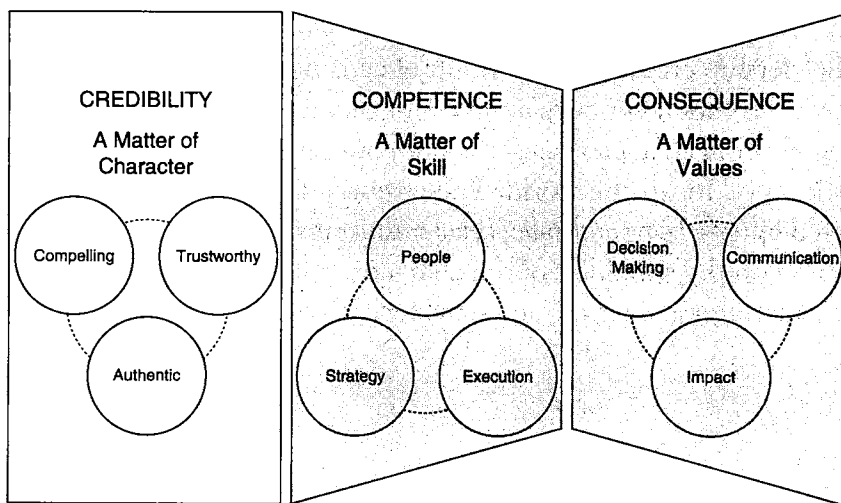 CREDIBILITY
A Matter of
Character
Compelling
Trustworthy
Authentic
COMPETENCE
A Matter of
Skill
People
Strategy
Execution
CONSEQUENCE
A Matter of
Values
Decision
Making
Communication
Impact